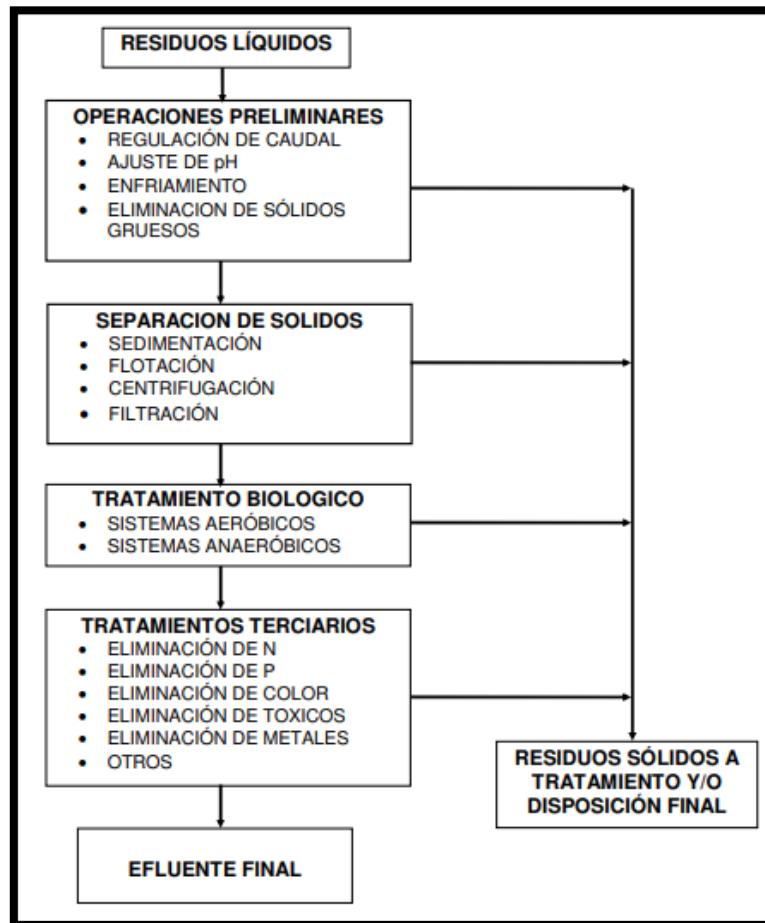 RESIDUOS LÍQUIDOS
OPERACIONES PRELIMINARES
• REGULACIÓN DE CAUDAL
• AJUSTE DE pH
• ENFRIAMIENTO
• ELIMINACION DE SÓLIDOS
GRUESOS
SEPARACION DE SOLIDOS
• SEDIMENTACIÓN
• FLOTACIÓN
• CENTRIFUGACIÓN
• FILTRACIÓN
TRATAMIENTO BIOLOGICO
• SISTEMAS AERÓBICOS
• SISTEMAS ANAERÓBICOS
TRATAMIENTOS TERCIARIOS
• ELIMINACIÓN DE N
• ELIMINACIÓN DE P
• ELIMINACIÓN DE COLOR
• ELIMINACIÓN DE TOXICOS
• ELIMINACIÓN DE METALES
• OTROS
RESIDUOS SÓLIDOS A
TRATAMIENTO Y/O
DISPOSICIÓN FINAL
EFLUENTE FINAL